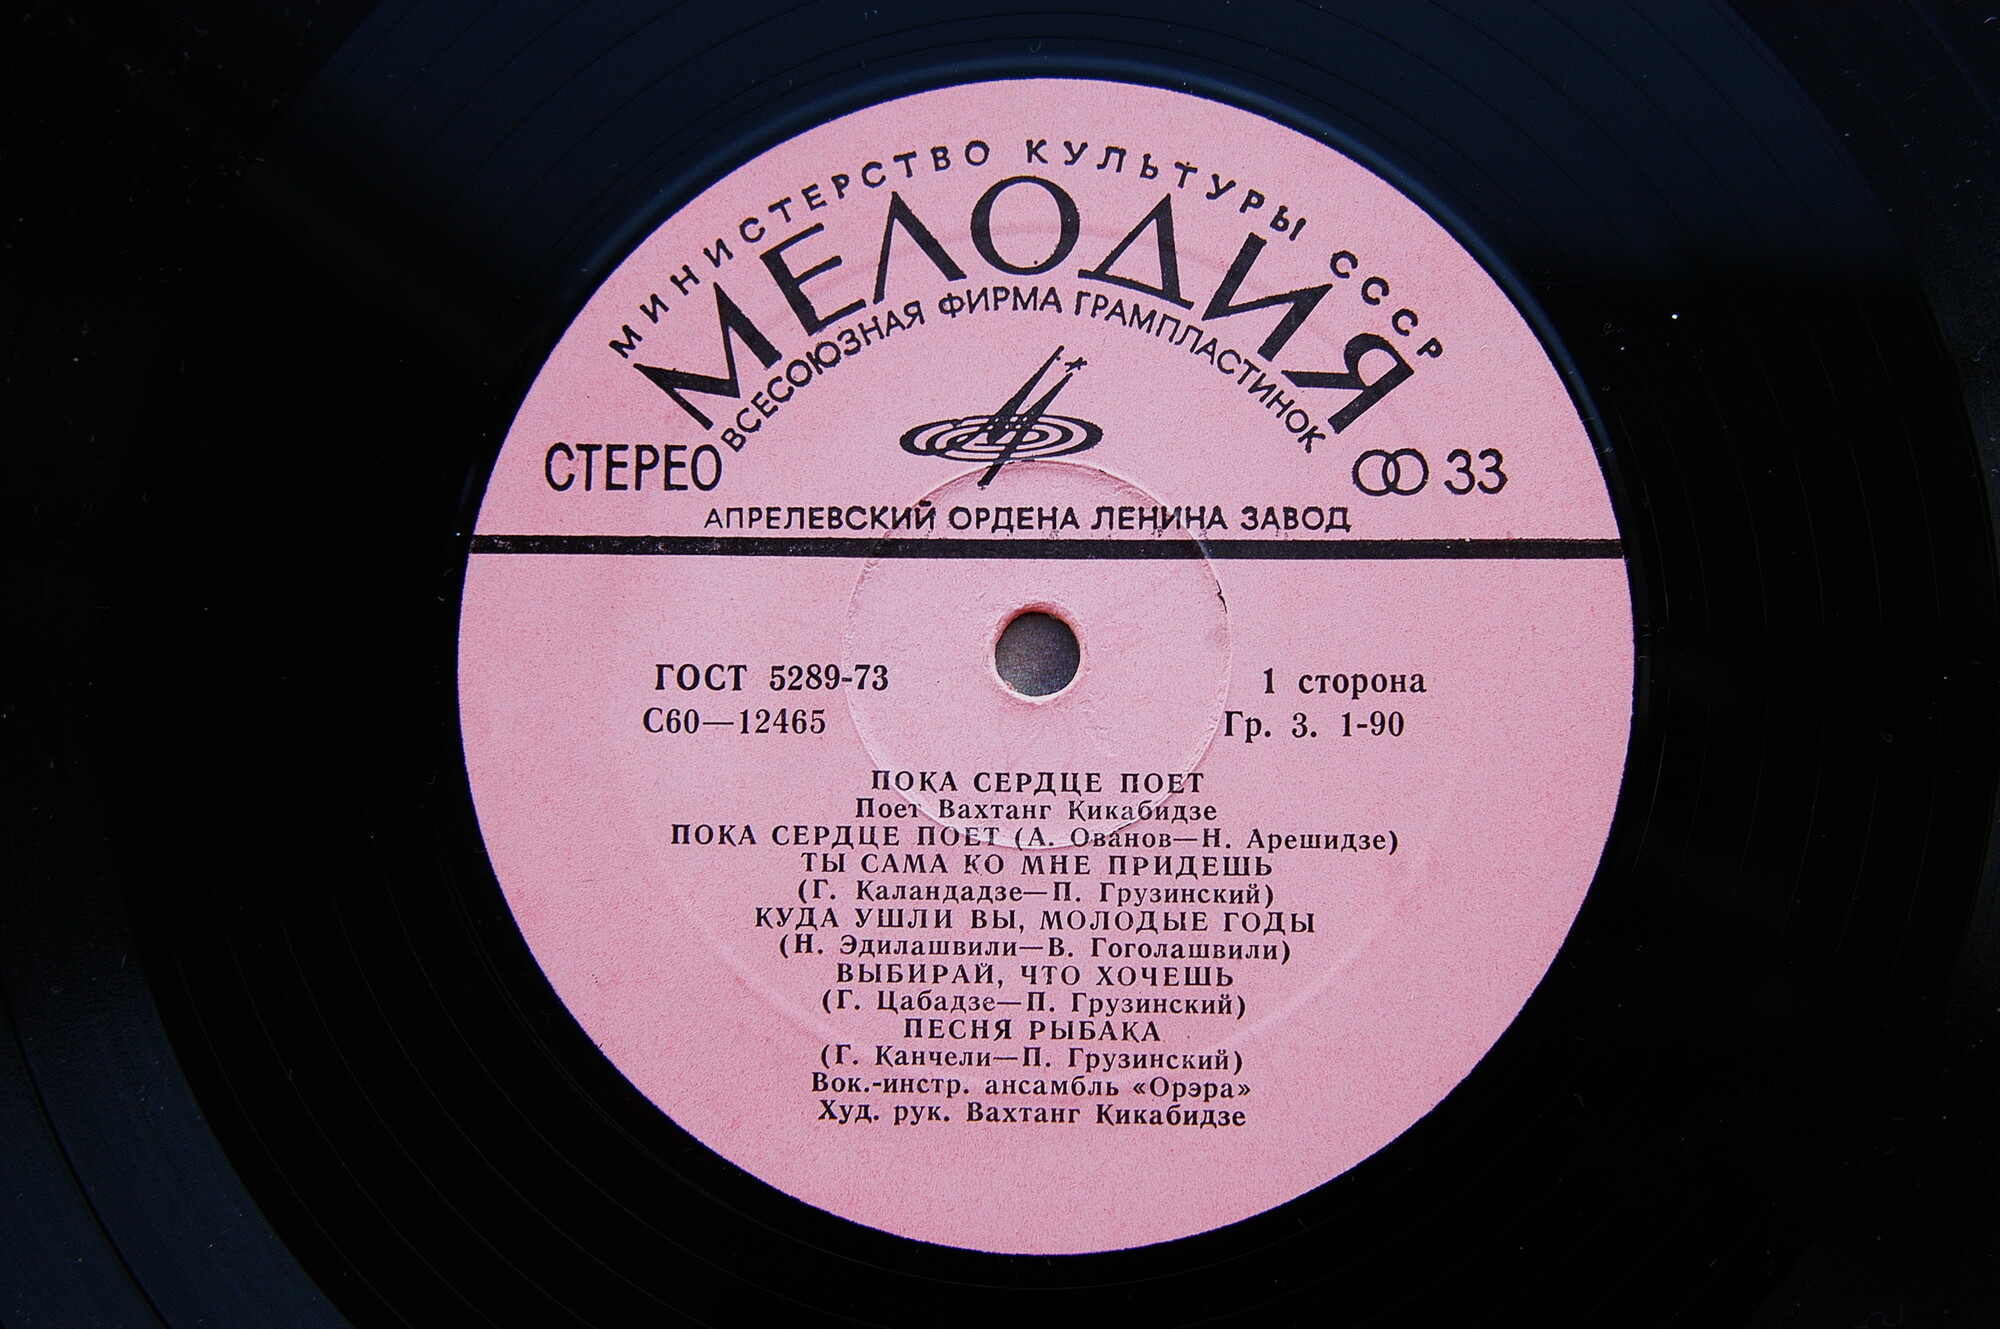 МИНИСТЕРСТВО КУЛЬТУРЫ СССР
МЕЛОДИЯ
ВСЕСОЮЗНАЯ ФИРМА ГРАМПЛАСТИНОК
СТЕРЕО
33
АПРЕЛЕВСКИЙ ОРДЕНА ЛЕНИНА ЗАВОД
ГОСТ 5289-73
1 сторона
С60—12465
Гр. 3. 1-90
ПОКА СЕРДЦЕ ПОЕТ
Поет Вахтанг Кикабидзе
ПОКА СЕРДЦЕ ПОЕТ (А. Ованов—Н. Арешидзе)
ТЫ САМА КО МНЕ ПРИДЕШЬ
(Г. Каландадзе—П. Грузинский)
КУДА УШЛИ ВЫ, МОЛОДЫЕ ГОДЫ
(Н. Эдилашвили—В. Гоголашвили)
ВЫБИРАЙ, ЧТО ХОЧЕШЬ
(Г. Цабадзе—П. Грузинский)
ПЕСНЯ РЫБАКА
(Г. Канчели—П. Грузинский)
Вок.-инстр. ансамбль «Орэра»
Худ. рук. Вахтанг Кикабидзе